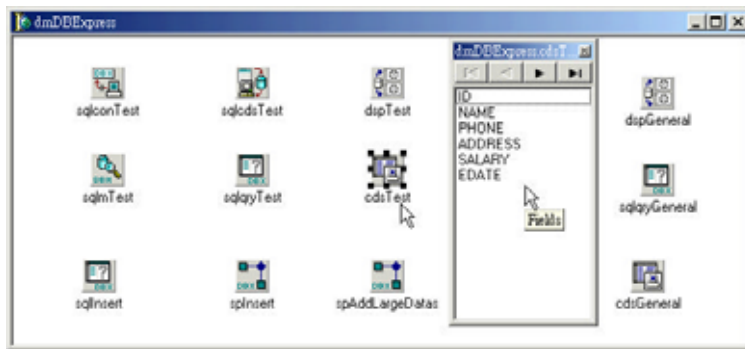 dmDBExpress
dmDBExpress.cdsT...
sqlconTest
sqlcdsTest
dspTest
dspGeneral
ID
NAME
PHONE
ADDRESS
SALARY
EDATE
Fields
sqlmTest
sqlqryTest
cdsTest
sqlqryGeneral
sqlInsert
spInsert
spAddLargeDatas
cdsGeneral